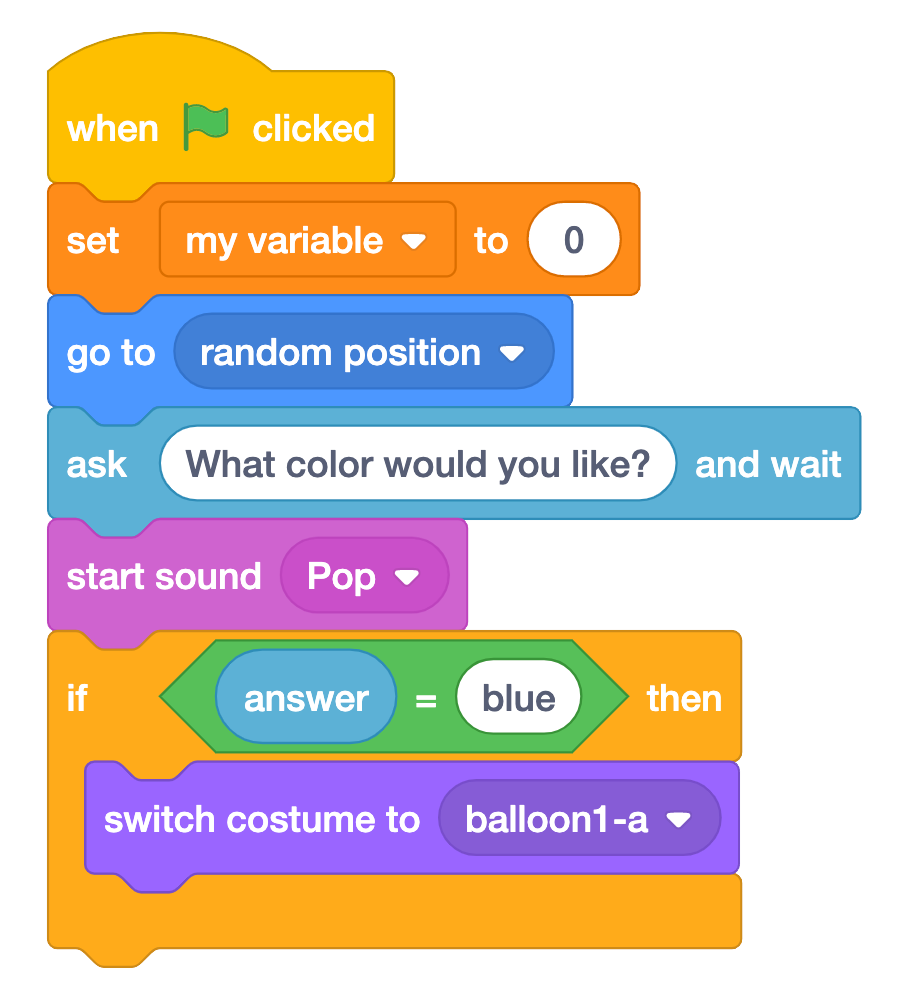 when clicked
set my variable to 0
go to random position
ask What color would you like? and wait
start sound Pop
if answer = blue then
switch costume to balloon1-a